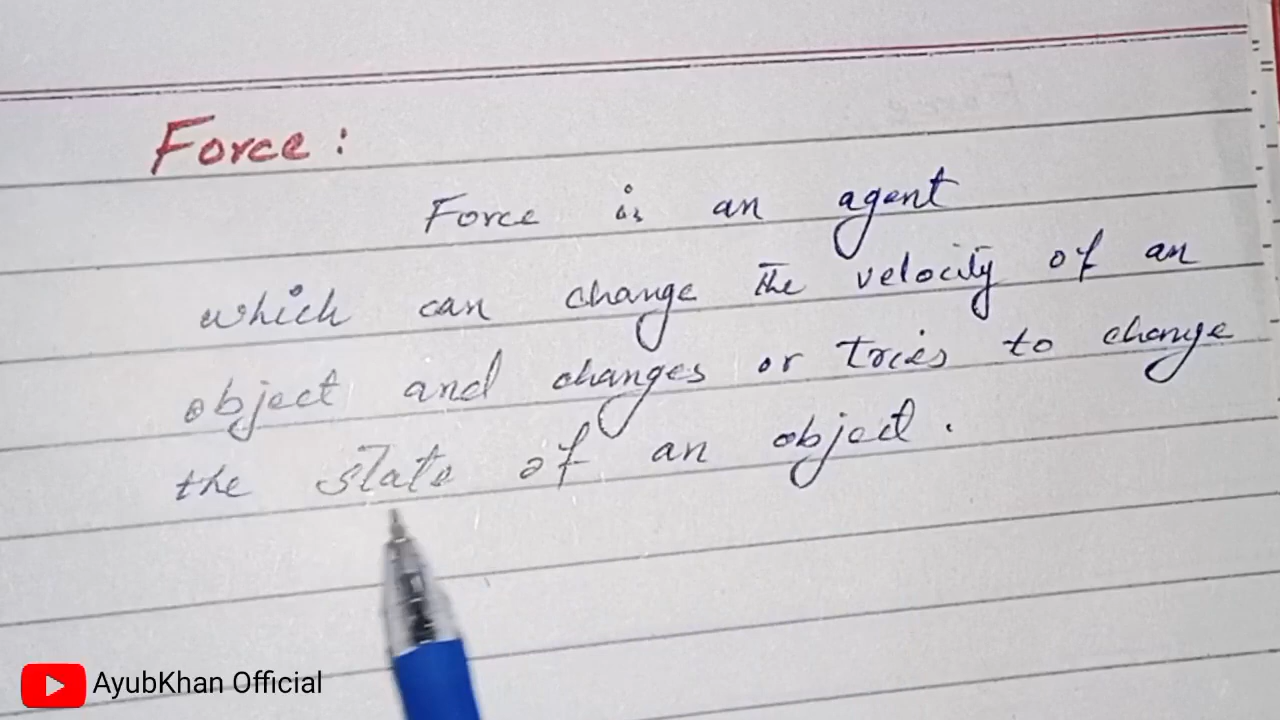 Force:
Force is an agent
which can change the velocity of an
object and changes or tries to change
the state of an object.
AyubKhan Official